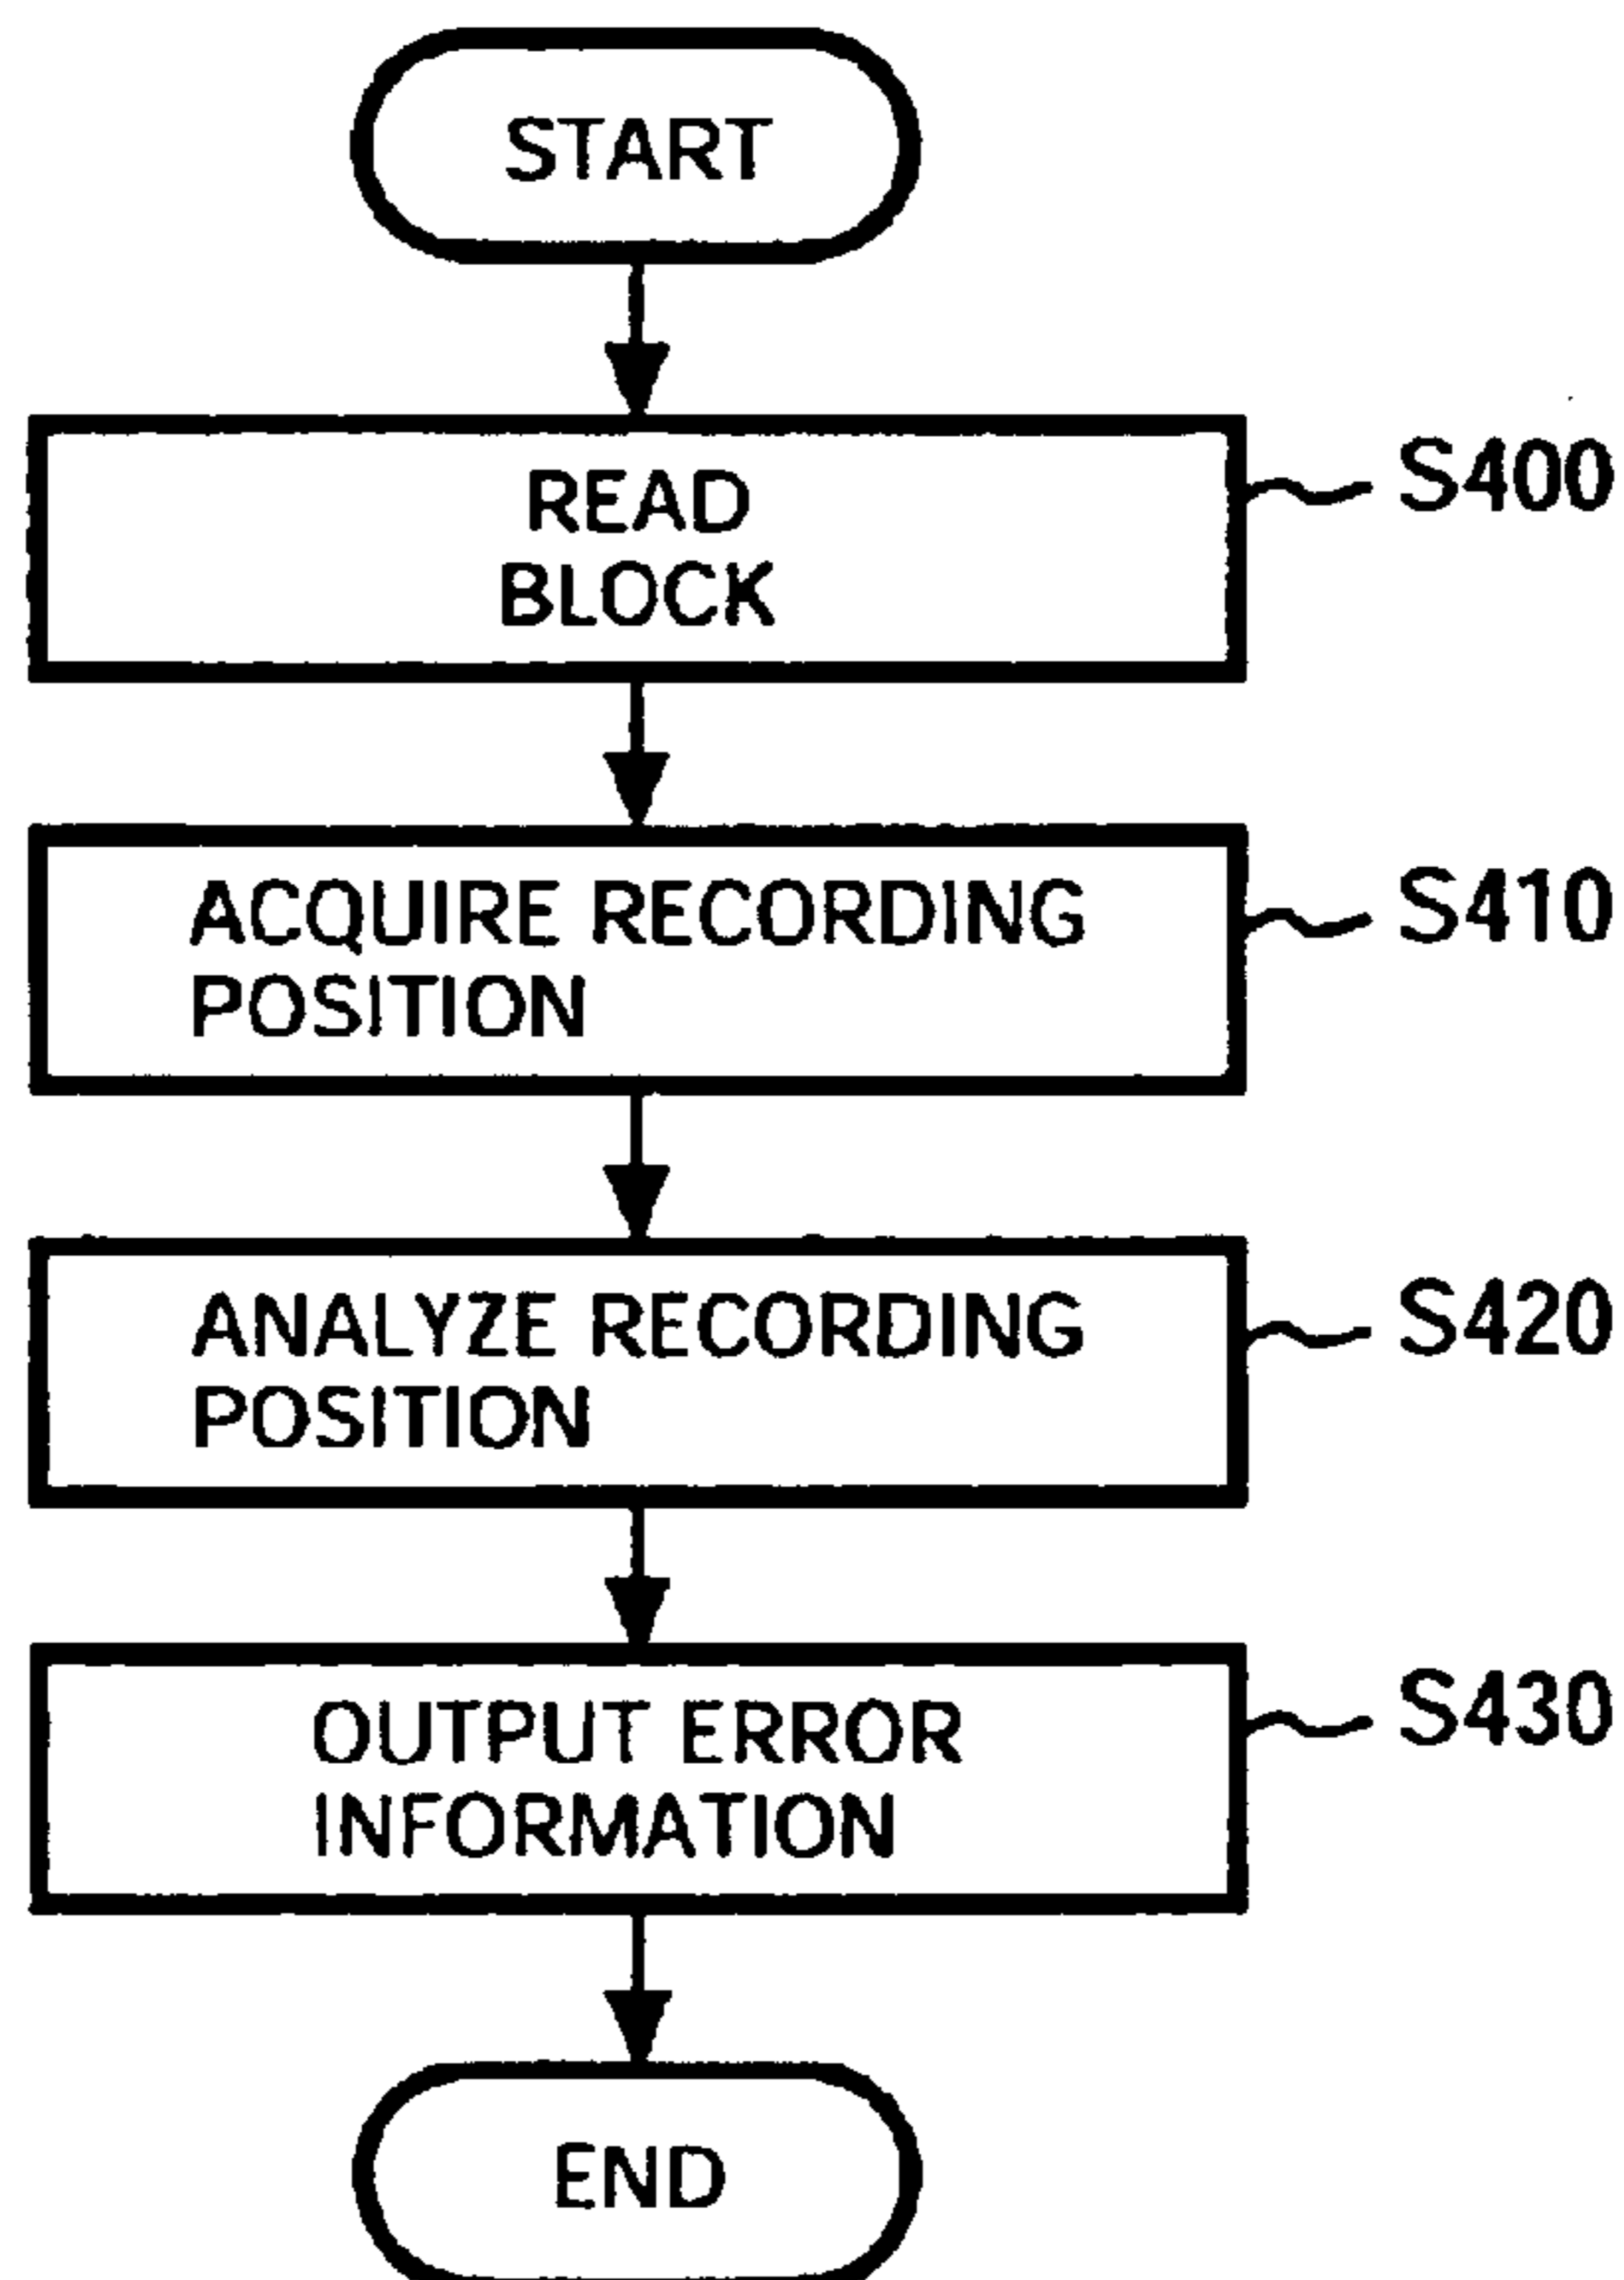 START
READ
BLOCK
S400
ACQUIRE RECORDING
POSITION
S410
ANALYZE RECORDING
POSITION
S420
OUTPUT ERROR
INFORMATION
S430
END